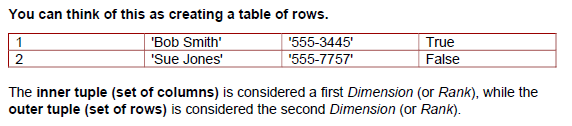 You can think of this as creating a table of rows.
1 'Bob Smith' '555-3445' True
2 'Sue Jones' '555-7757' False
The inner tuple (set of columns) is considered a first Dimension (or Rank), while the
outer tuple (set of rows) is considered the second Dimension (or Rank).